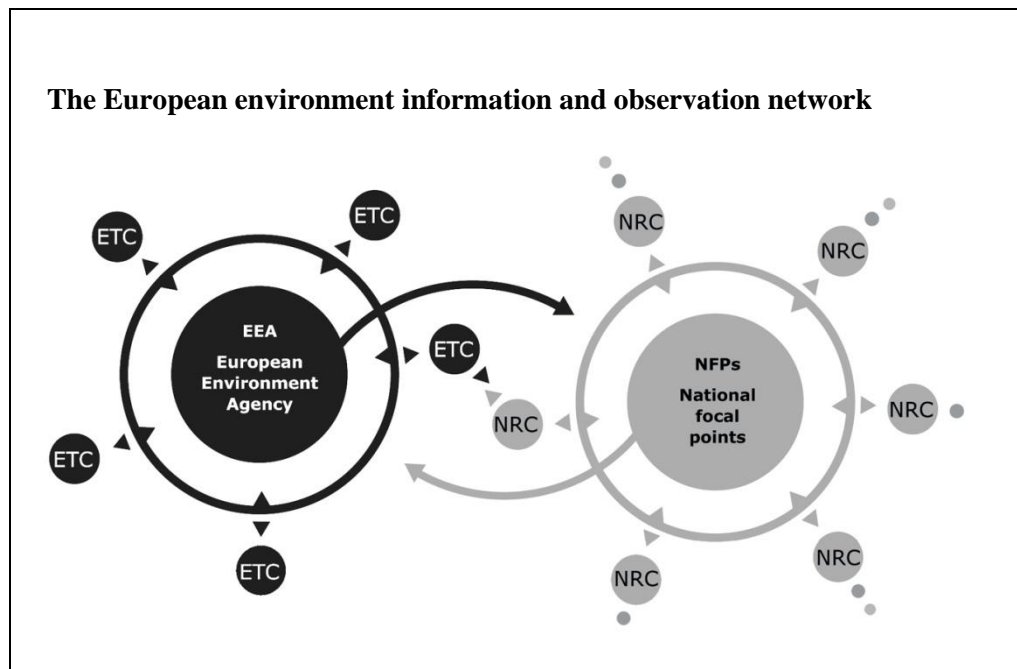 The European environment information and observation network
ETC
ETC
EEA
European
Environment
Agency
ETC
ETC
ETC
NRC
NRC
NRC
NFPs
National
focal
points
NRC
NRC
NRC